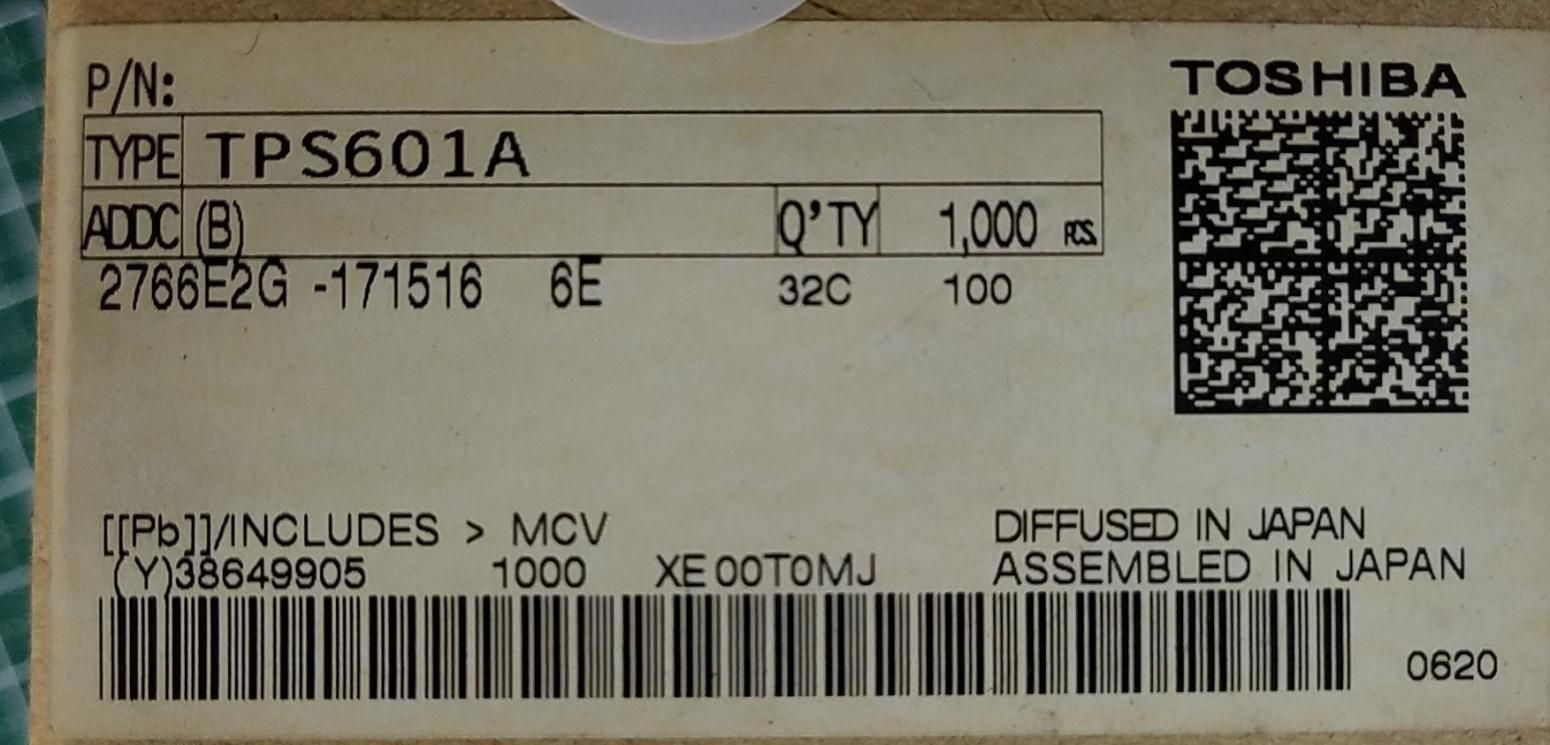 P/N:
TOSHIBA
TYPE TPS601A
ADDC (B) Q'TY 1,000 PCS
2766E2G -171516 6E 32C 100
[[Pb]]/INCLUDES > MCV
DIFFUSED IN JAPAN
(Y)38649905 1000 XE00T0MJ
ASSEMBLED IN JAPAN
0620